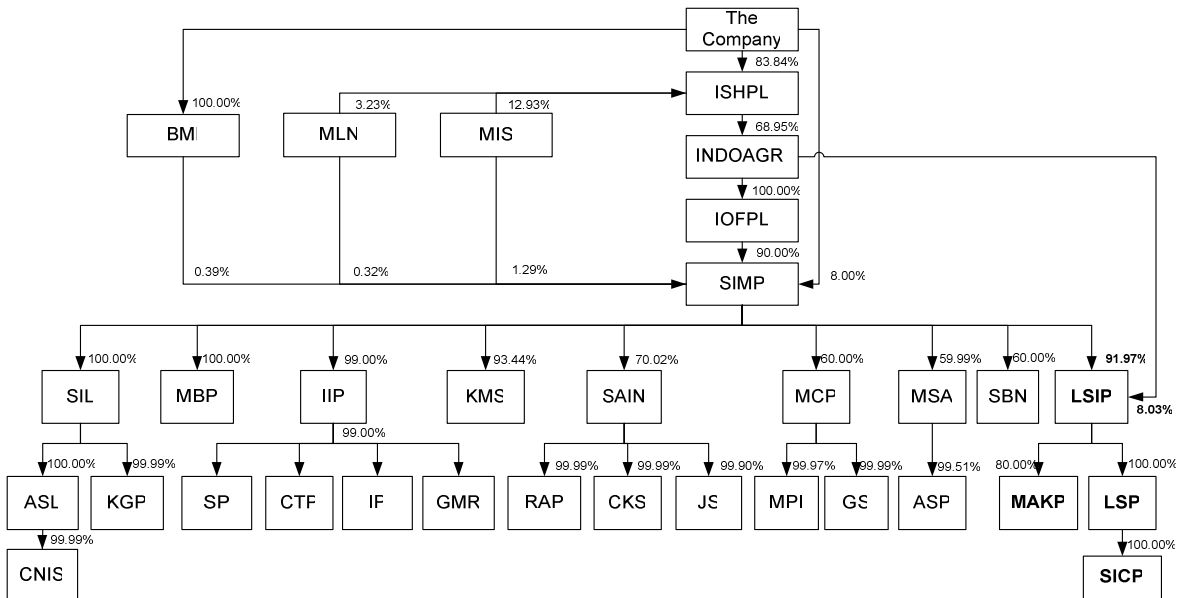 The
Company
83.84%
100.00%
3.23%
12.93%
ISHPL
BMI
MLN
MIS
68.95%
INDOAGRI
100.00%
IOFPL
90.00%
0.39%
0.32%
1.29%
SIMP
8.00%
100.00%
100.00%
99.00%
93.44%
70.02%
60.00%
59.99%
60.00%
91.97%
SIL
MBP
IIP
KMS
SAIN
MCP
MSA
SBN
LSIP
8.03%
99.00%
100.00%
99.99%
99.99%
99.99%
99.90%
99.97%
99.99%
99.51%
80.00%
100.00%
ASL
KGP
SP
CTP
IF
GMR
RAP
CKS
JS
MPI
GS
ASP
MAKP
LSP
99.99%
100.00%
CNIS
SICP